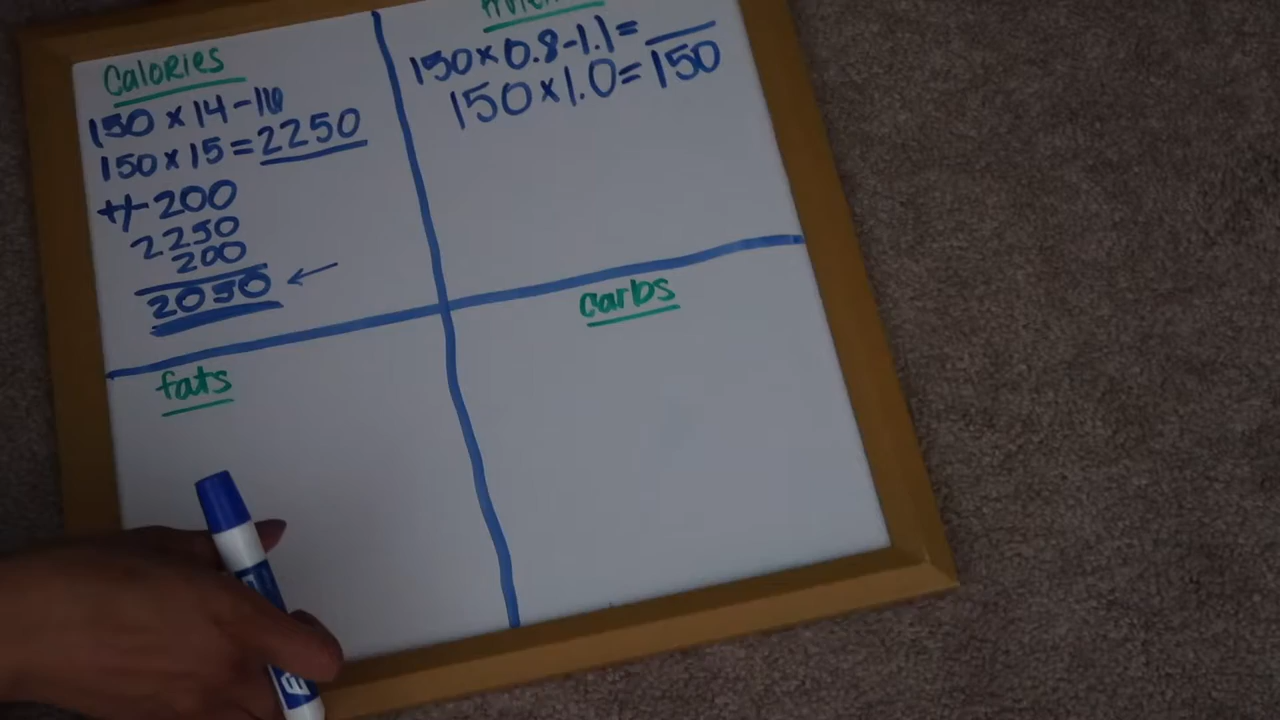 Calories
150 × 14-16
150 × 15 = 2250
+/- 200
2250
200
2050
150 × 0.8-1.1 =
150 × 1.0 = 150
fats
carbs